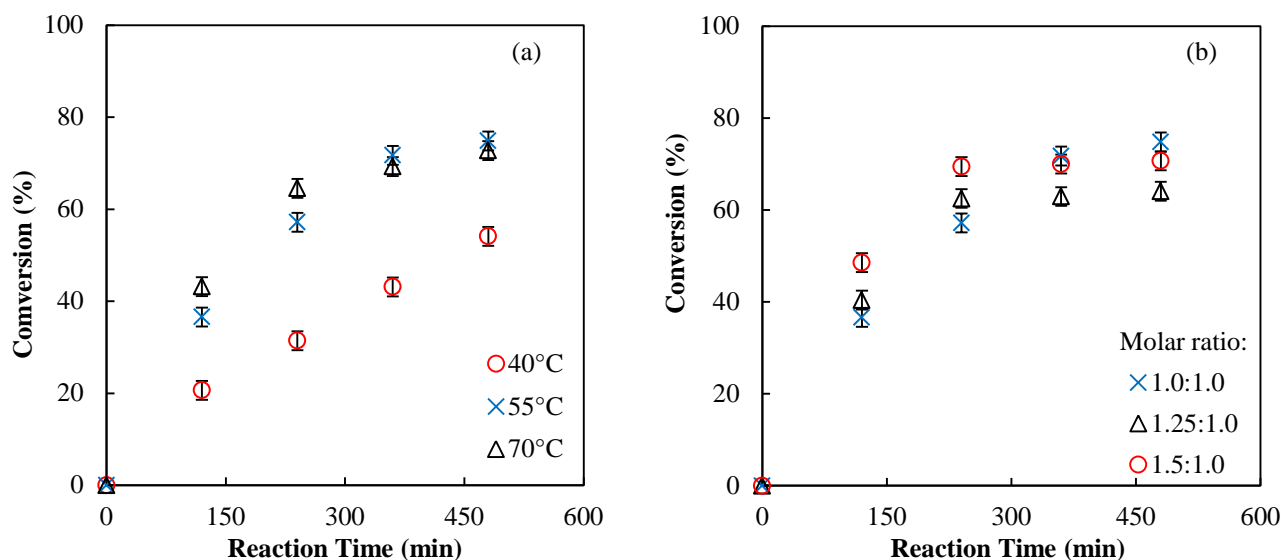 (a)
100
80
60
40
20
0
Comversion (%)
0 150 300 450 600
Reaction Time (min)
40°C
55°C
70°C
(b)
100
80
60
40
20
0
Conversion (%)
0 150 300 450 600
Reaction Time (min)
Molar ratio:
1.0:1.0
1.25:1.0
1.5:1.0